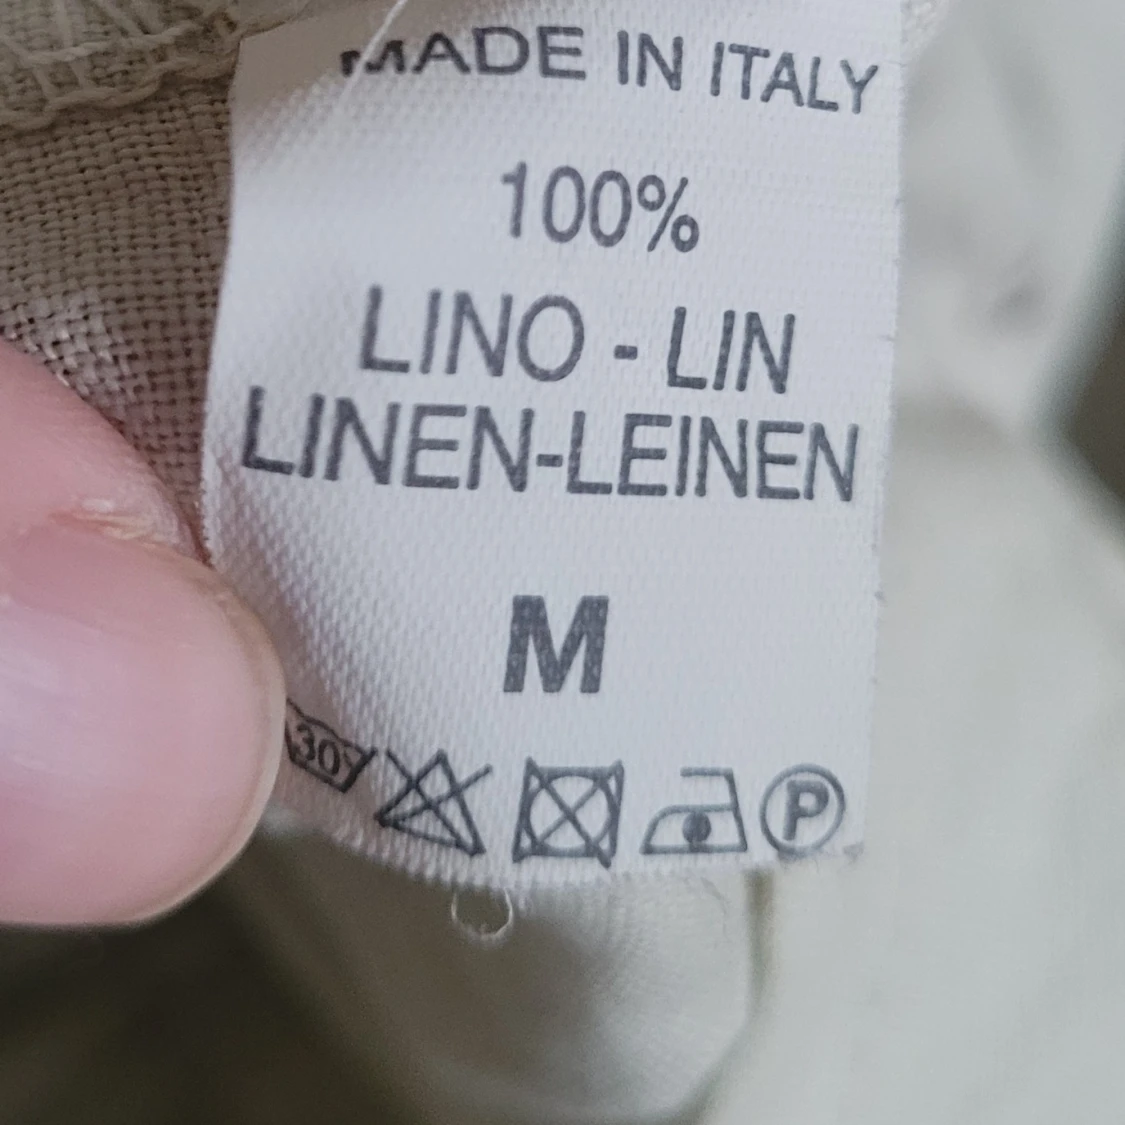 MADE IN ITALY
100%
LINO - LIN
LINEN-LEINEN
M
30 P